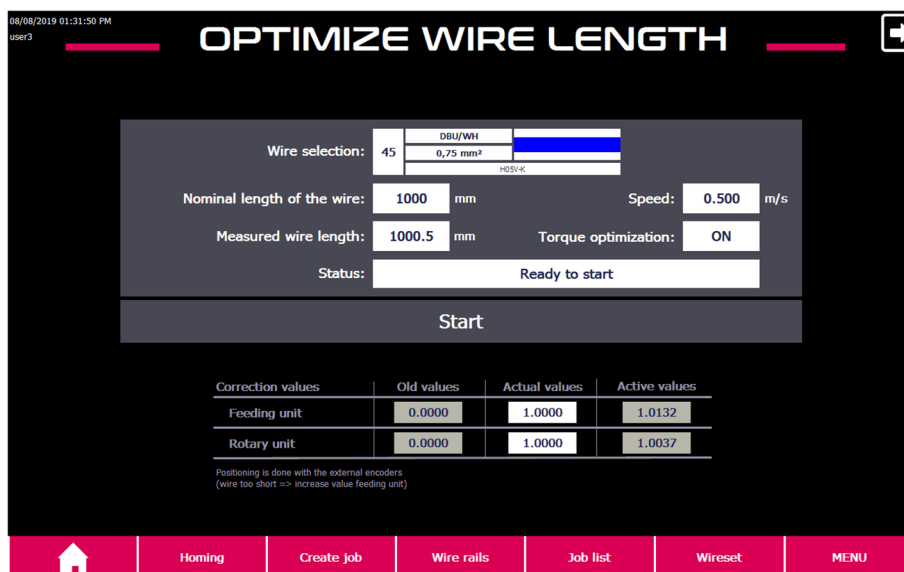 08/08/2019 01:31:50 PM
user3
OPTIMIZE WIRE LENGTH
Wire selection: 45 DBU/WH
0,75 mm²
H05V-K
Nominal length of the wire: 1000 mm Speed: 0.500 m/s
Measured wire length: 1000.5 mm Torque optimization: ON
Status: Ready to start
Start
Correction values Old values Actual values Active values
Feeding unit 0.0000 1.0000 1.0132
Rotary unit 0.0000 1.0000 1.0037
Positioning is done with the external encoders
(wire too short => increase value feeding unit)
Homing Create job Wire rails Job list Wireset MENU